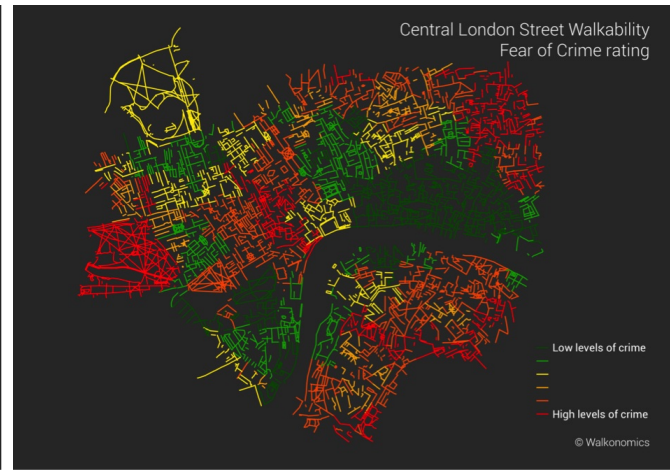 Central London Street Walkability
Fear of Crime rating
Low levels of crime
High levels of crime
© Walkonomics